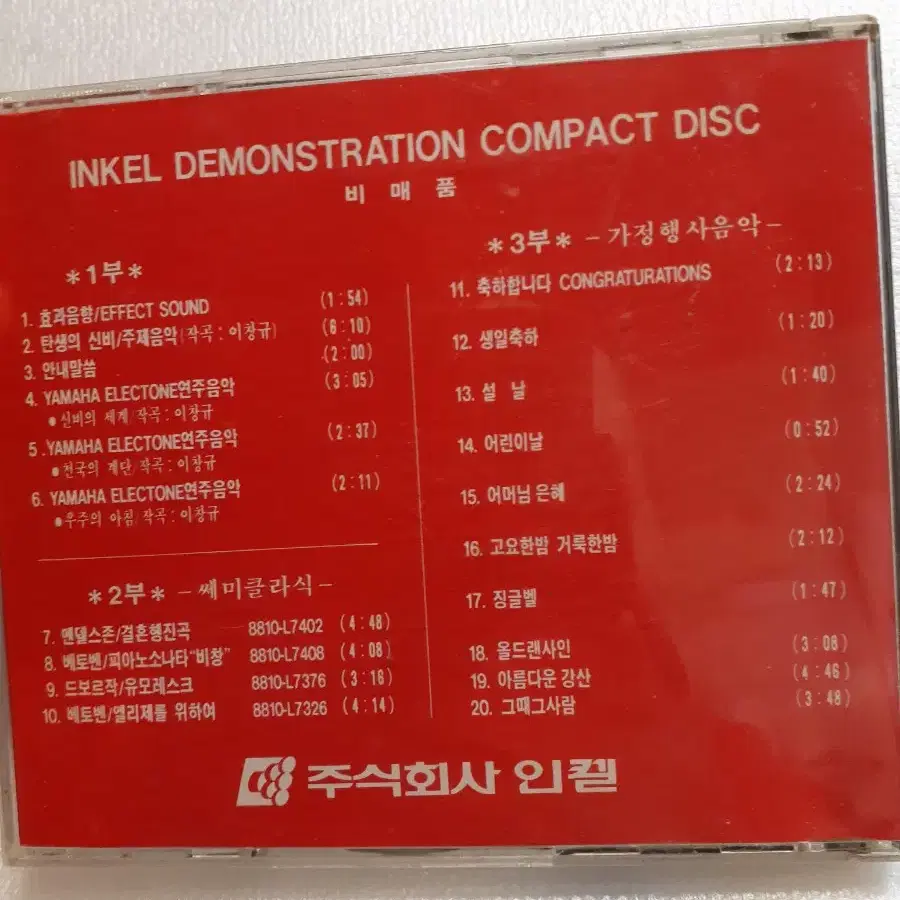 INKEL DEMONSTRATION COMPACT DISC
비 매 품
*1부*
1. 효과음향/EFFECT SOUND (1:54)
2. 탄생의 신비/주제음악(작곡:이창규) (6:10)
3. 안내말씀 (2:00)
4. YAMAHA ELECTONE연주음악 (3:05)
●신비의 세계/작곡:이창규
5. YAMAHA ELECTONE연주음악 (2:37)
●천국의 계단/작곡:이창규
6. YAMAHA ELECTONE연주음악 (2:11)
●우주의 아침/작곡:이창규
*2부* -쎄미클라식-
7. 멘델스존/결혼행진곡 8810-L7402 (4:48)
8. 베토벤/피아노소나타"비창" 8810-L7408 (4:08)
9. 드보르작/유모레스크 8810-L7376 (3:16)
10. 베토벤/엘리제를 위하여 8810-L7326 (4:14)
*3부* -가정행사음악-
11. 축하합니다 CONGRATURATIONS (2:13)
12. 생일축하 (1:20)
13. 설 날 (1:40)
14. 어린이날 (0:52)
15. 어머님 은혜 (2:24)
16. 고요한밤 거룩한밤 (2:12)
17. 징글벨 (1:47)
18. 올드랜사인 (3:08)
19. 아름다운 강산 (4:46)
20. 그때그사람 (3:48)
주식회사 인켈